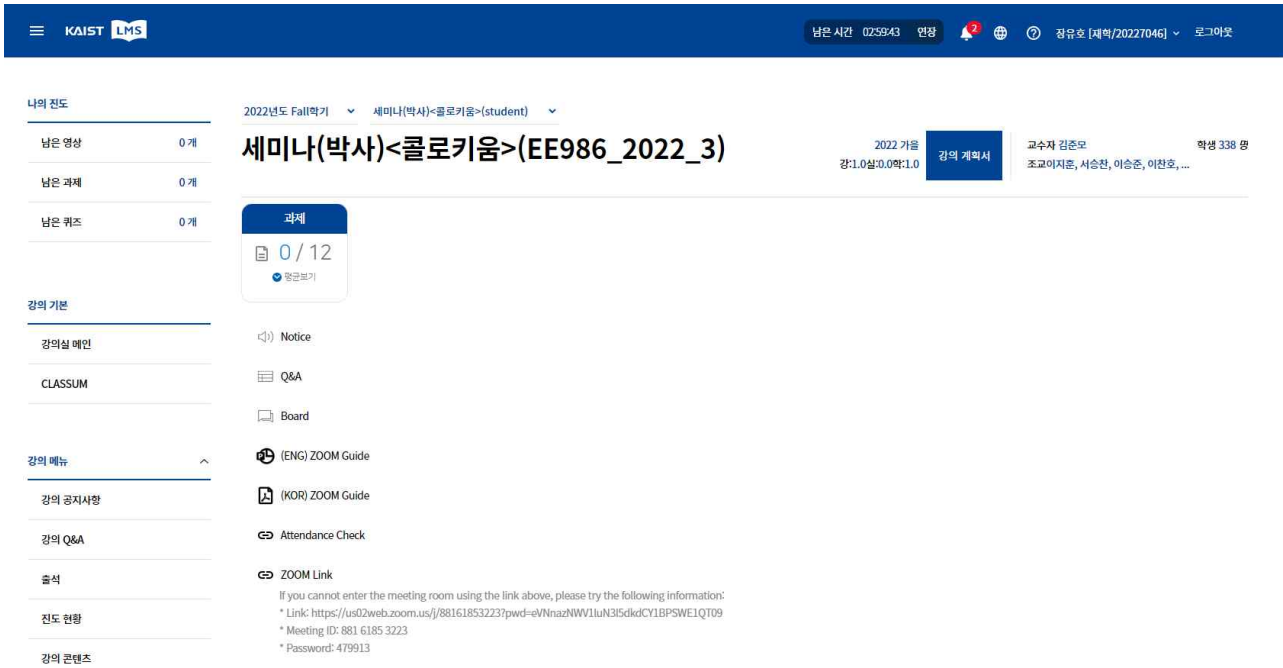 KAIST LMS
남은 시간 02:59:43 연장
2
장유호 [재학/20227046]
로그아웃
나의 진도
남은 영상 0 개
남은 과제 0 개
남은 퀴즈 0 개
강의 기본
강의실 메인
CLASSUM
강의 메뉴
강의 공지사항
강의 Q&A
출석
진도 현황
강의 콘텐츠
2022년도 Fall학기
세미나(박사)<콜로키움>(student)
세미나(박사)<콜로키움>(EE986_2022_3)
2022 가을
강:1.0실:0.0학:1.0
강의 계획서
교수자 김준모
조교이지훈, 서승찬, 이승준, 이찬호, ...
학생 338 명
과제
0 / 12
평균보기
Notice
Q&A
Board
(ENG) ZOOM Guide
(KOR) ZOOM Guide
Attendance Check
ZOOM Link
If you cannot enter the meeting room using the link above, please try the following information:
* Link: https://us02web.zoom.us/j/88161853223?pwd=eVNnazNWV1luN3I5dkdCY1BPSWE1QT09
* Meeting ID: 881 6185 3223
* Password: 479913